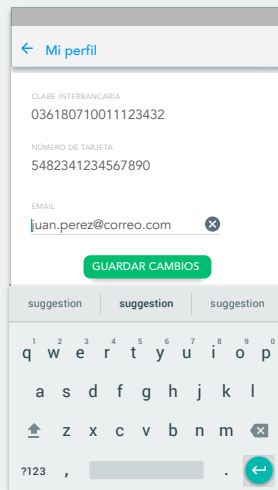 Mi perfil
CLABE INTERBANCARIA
036180710011123432
NÚMERO DE TARJETA
5482341234567890
EMAIL
juan.perez@correo.com
GUARDAR CAMBIOS
suggestion suggestion suggestion
1 2 3 4 5 6 7 8 9 0
q w e r t y u i o p
a s d f g h j k l
z x c v b n m
?123 , .